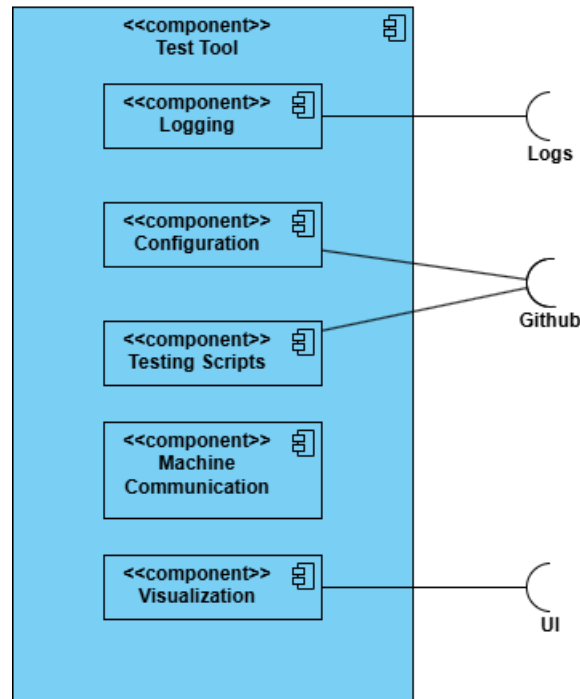 <<component>>
Test Tool
<<component>>
Logging
Logs
<<component>>
Configuration
Github
<<component>>
Testing Scripts
<<component>>
Machine
Communication
<<component>>
Visualization
UI